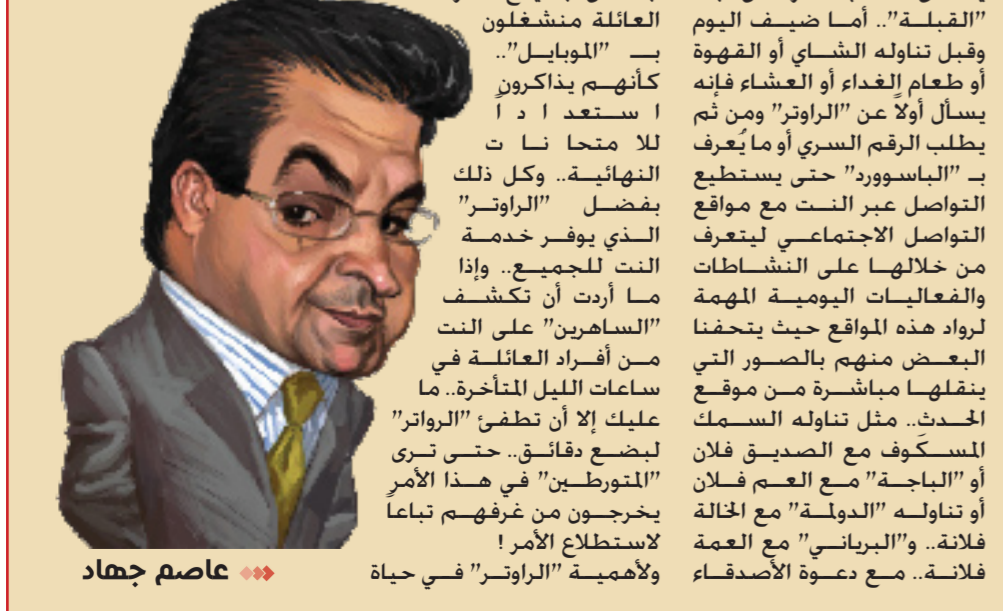 "القبلة".. أما ضيف اليوم
وقبل تناوله الشاي أو القهوة
أو طعام الغداء أو العشاء فإنه
يسأل أولاً عن "الراوتر" ومن ثم
يطلب الرقم السري أو ما يُعرف
بـ "الباسوورد" حتى يستطيع
التواصل عبر النت مع مواقع
التواصل الاجتماعي ليتعرف
من خلالها على النشاطات
والفعاليات اليومية المهمة
لرواد هذه المواقع حيث يتحفنا
البعض منهم بالصور التي
ينقلها مباشرة من موقع
الحدث.. مثل تناوله السمك
المسكَوف مع الصديق فلان
أو "الباجة" مع العم فلان
أو تناوله "الدولمة" مع الخالة
فلانة.. و"البرياني" مع العمة
فلانة.. مع دعوة الأصدقاء
العائلة منشغلون
بـ "الموبايل"..
كأنهم يذاكرون
استعداداً
للامتحانات
النهائية.. وكل ذلك
بفضل "الراوتر"
الذي يوفر خدمة
النت للجميع.. وإذا
ما أردت أن تكشف
"الساهرين" على النت
من أفراد العائلة في
ساعات الليل المتأخرة.. ما
عليك إلا أن تطفئ "الرواتر"
لبضع دقائق.. حتى ترى
"المتورطين" في هذا الأمر
يخرجون من غرفهم تباعاً
لاستطلاع الأمر !
ولأهمية "الراوتر" في حياة
عاصم جهاد